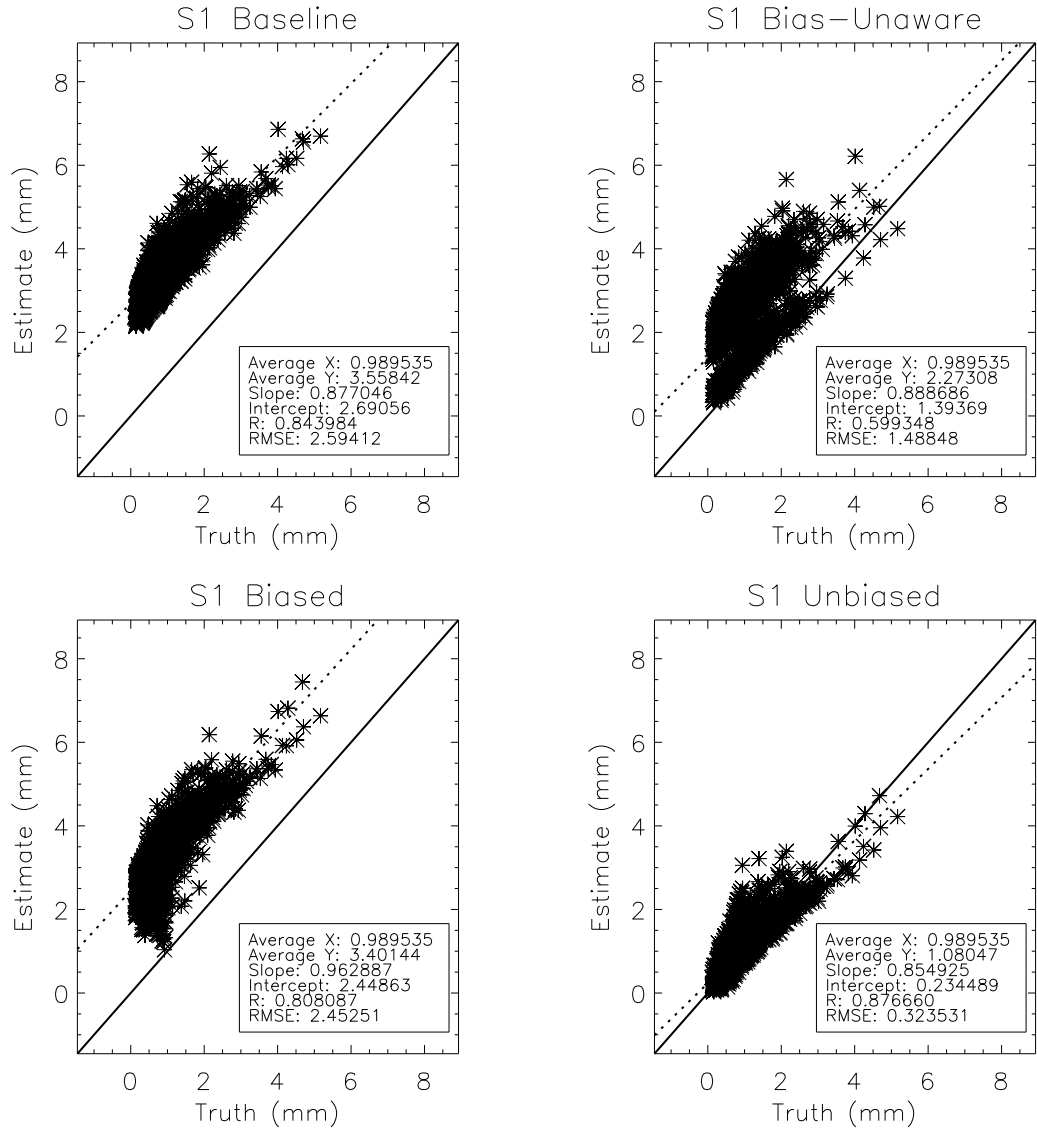 S1 Baseline
8
6
4
2
0
Estimate (mm)
Average X: 0.989535
Average Y: 3.55842
Slope: 0.877046
Intercept: 2.69056
R: 0.843984
RMSE: 2.59412
0 2 4 6 8
Truth (mm)
S1 Bias-Unaware
8
6
4
2
0
Estimate (mm)
Average X: 0.989535
Average Y: 2.27308
Slope: 0.888686
Intercept: 1.39369
R: 0.599348
RMSE: 1.48848
0 2 4 6 8
Truth (mm)
S1 Biased
8
6
4
2
0
Estimate (mm)
Average X: 0.989535
Average Y: 3.40144
Slope: 0.962887
Intercept: 2.44863
R: 0.808087
RMSE: 2.45251
0 2 4 6 8
Truth (mm)
S1 Unbiased
8
6
4
2
0
Estimate (mm)
Average X: 0.989535
Average Y: 1.08047
Slope: 0.854925
Intercept: 0.234489
R: 0.876660
RMSE: 0.323531
0 2 4 6 8
Truth (mm)